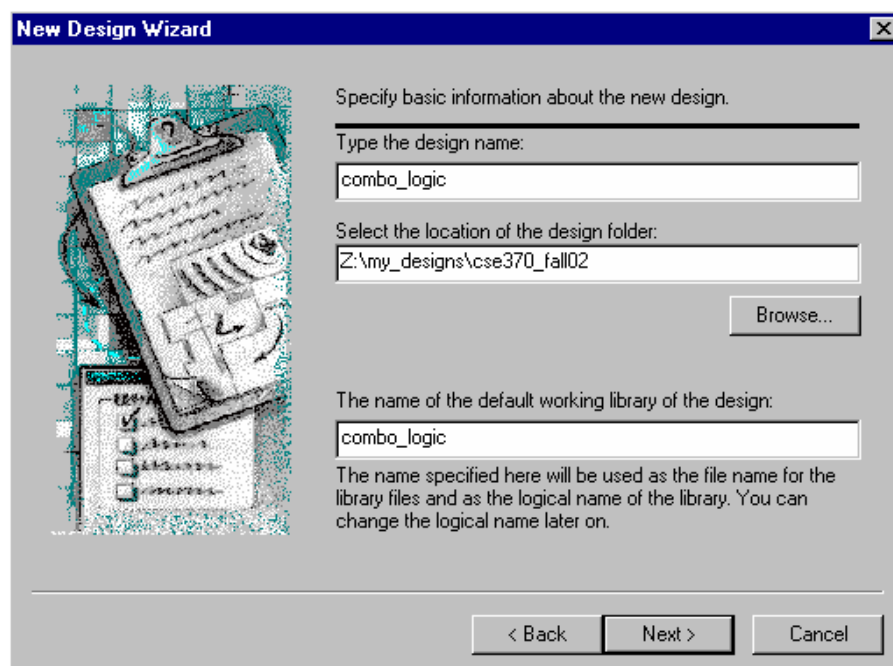 New Design Wizard
Specify basic information about the new design.
Type the design name:
combo_logic
Select the location of the design folder:
Z:\my_designs\cse370_fall02
Browse...
The name of the default working library of the design:
combo_logic
The name specified here will be used as the file name for the
library files and as the logical name of the library. You can
change the logical name later on.
< Back
Next >
Cancel